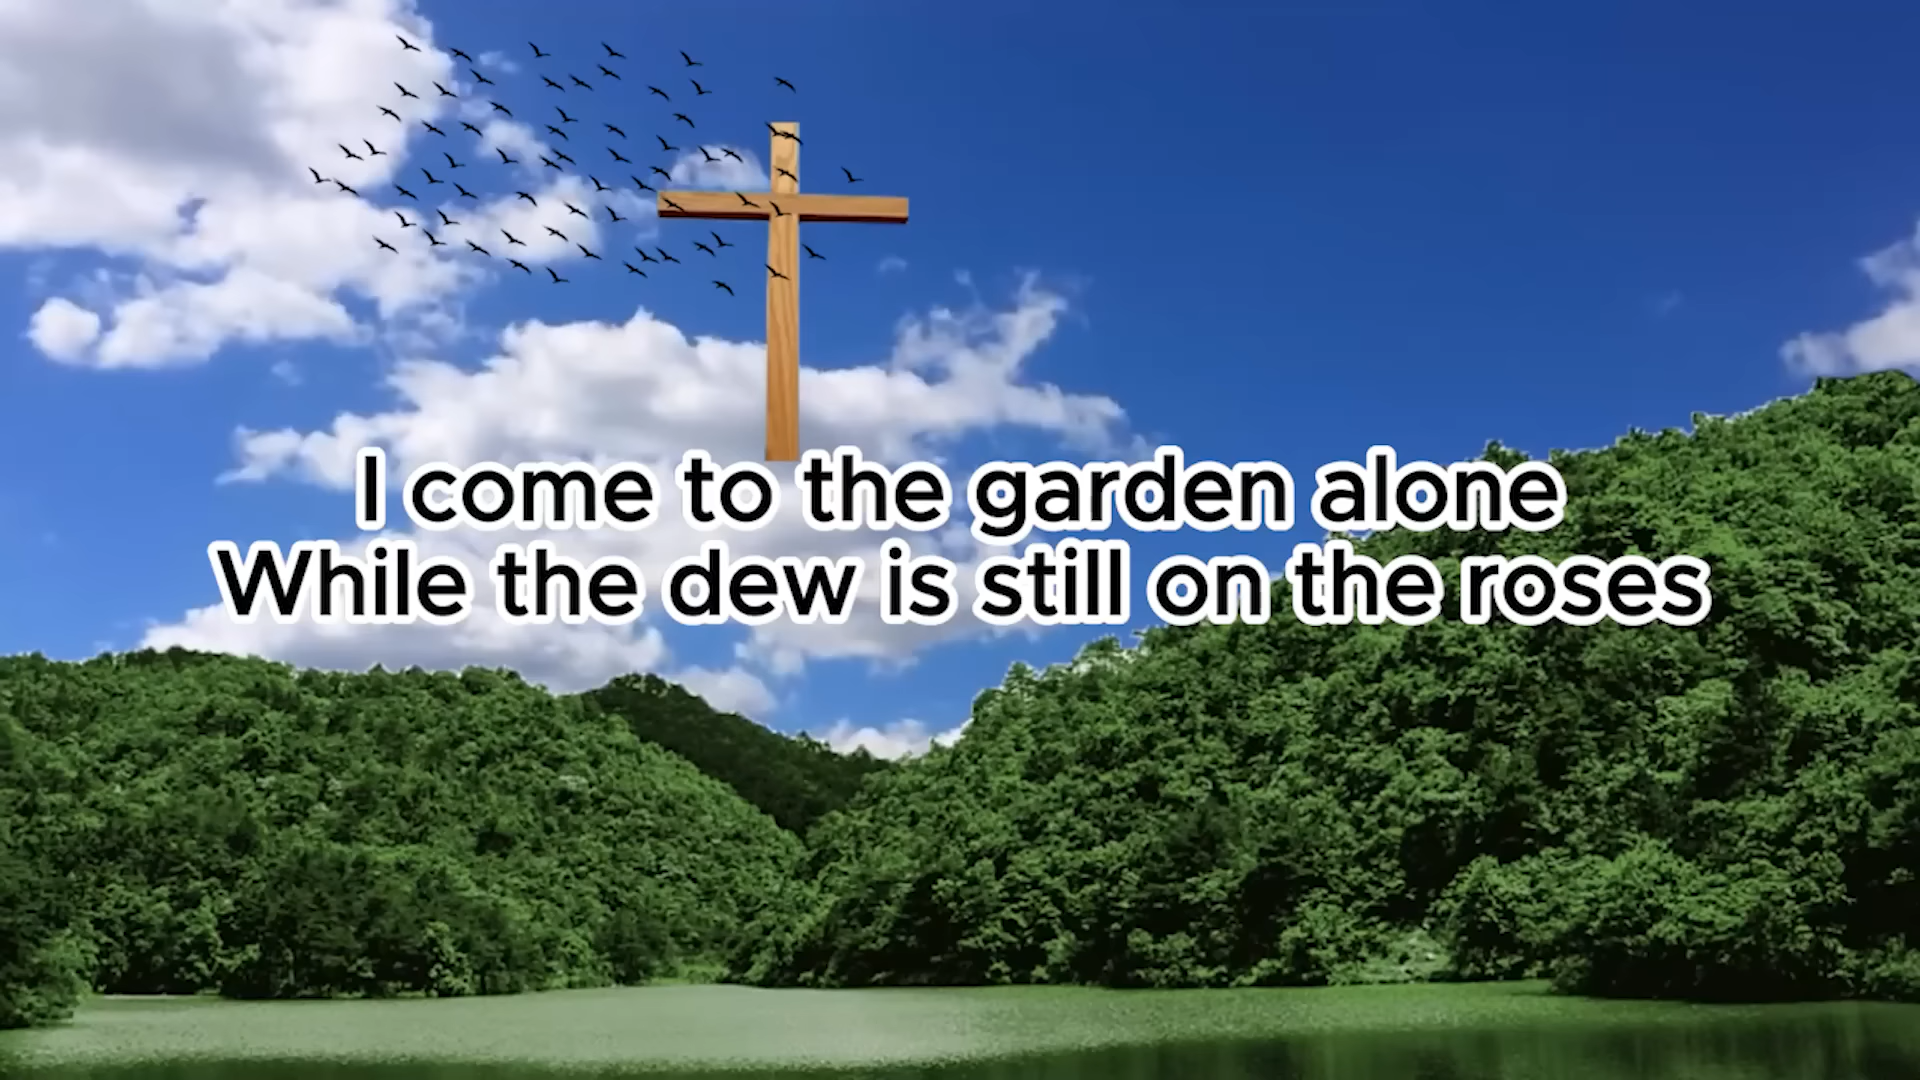 I come to the garden alone
While the dew is still on the roses